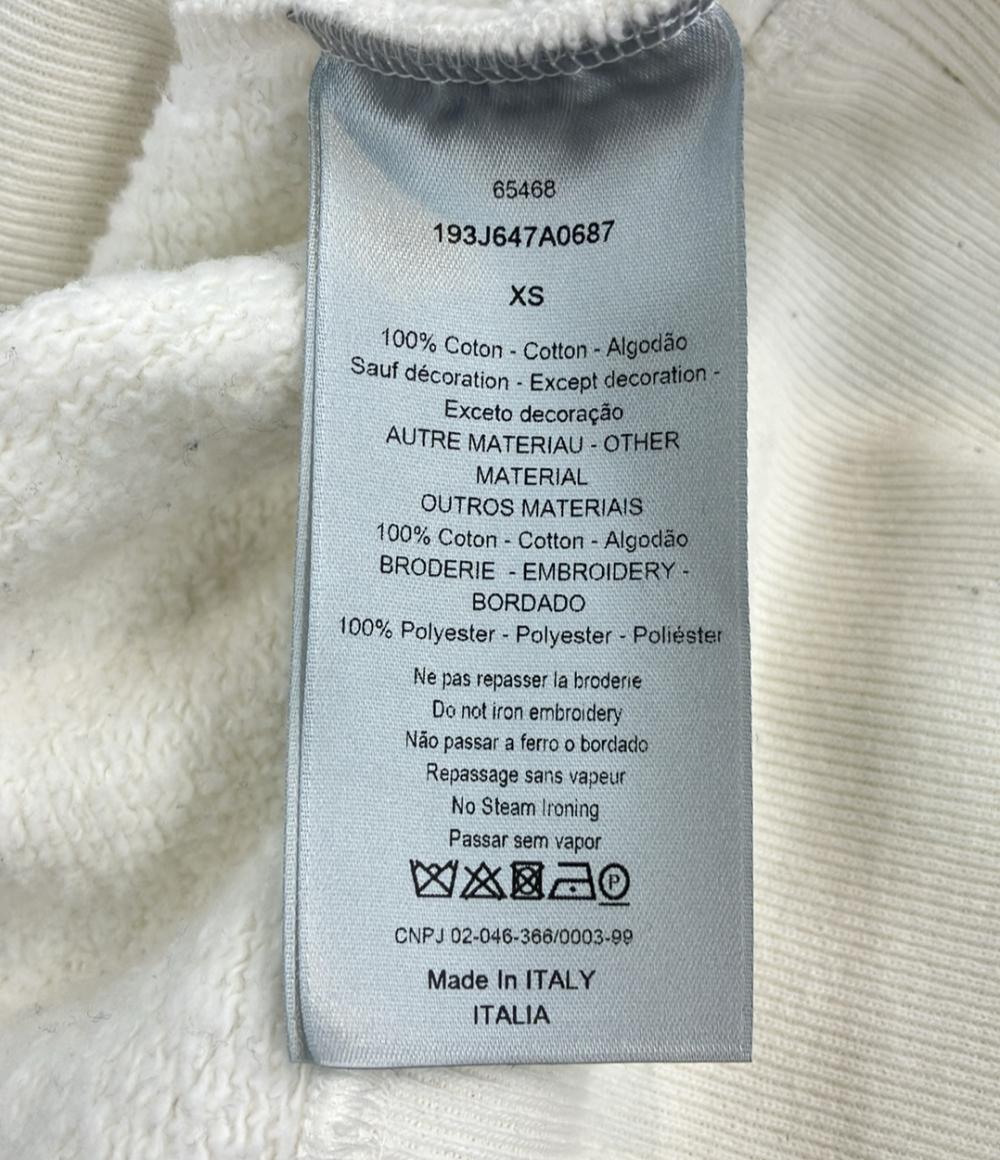 65468
193J647A0687
XS
100% Coton - Cotton - Algodão
Sauf décoration - Except decoration -
Exceto decoração
AUTRE MATERIAU - OTHER
MATERIAL
OUTROS MATERIAIS
100% Coton - Cotton - Algodão
BRODERIE - EMBROIDERY -
BORDADO
100% Polyester - Polyester - Poliéster
Ne pas repasser la broderie
Do not iron embroidery
Não passar a ferro o bordado
Repassage sans vapeur
No Steam Ironing
Passar sem vapor
P
CNPJ 02-046-366/0003-99
Made In ITALY
ITALIA